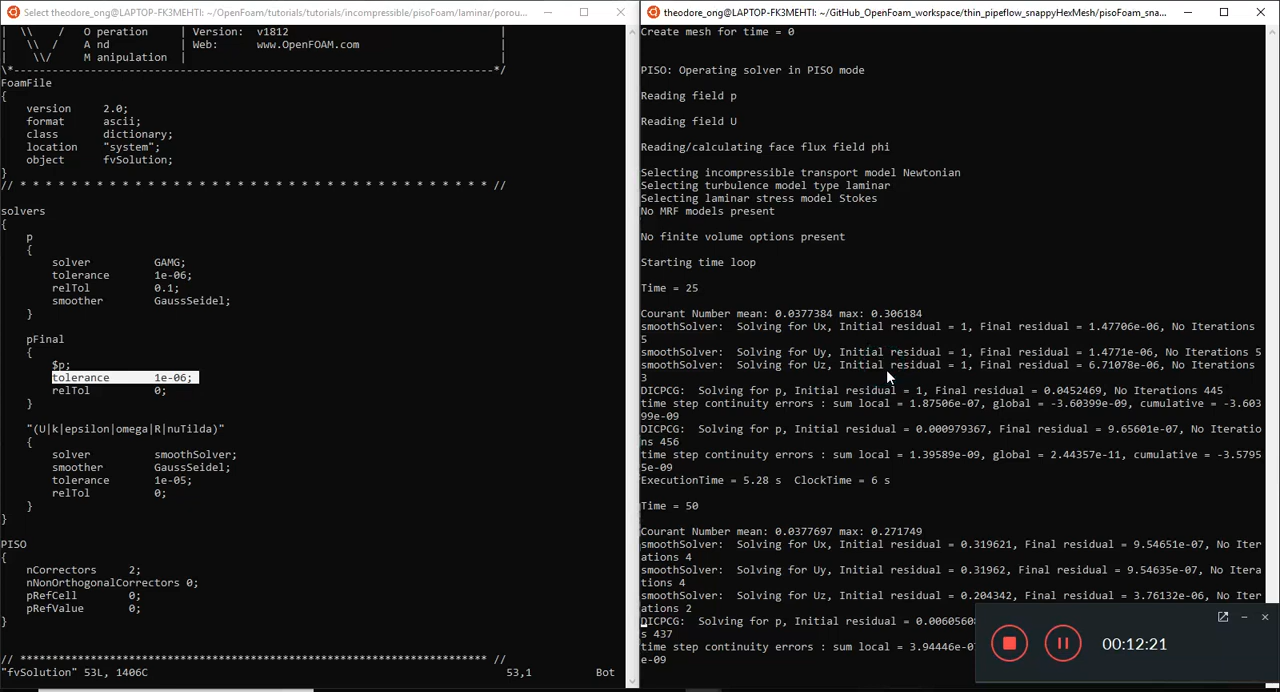 Select theodore_ong@LAPTOP-FK3MEHTI: ~/OpenFoam/tutorials/tutorials/incompressible/pisoFoam/laminar/porou...
|  \\    /   O peration     | Version:  v1812                                 |
|   \\  /    A nd           | Web:      www.OpenFOAM.com                      |
|    \\/     M anipulation  |                                                 |
\*---------------------------------------------------------------------------*/
FoamFile
{
    version     2.0;
    format      ascii;
    class       dictionary;
    location    "system";
    object      fvSolution;
}
// * * * * * * * * * * * * * * * * * * * * * * * * * * * * * * * * * * * * * //
solvers
{
    p
    {
        solver          GAMG;
        tolerance       1e-06;
        relTol          0.1;
        smoother        GaussSeidel;
    }
    pFinal
    {
        $p;
        tolerance       1e-06;
        relTol          0;
    }
    "(U|k|epsilon|omega|R|nuTilda)"
    {
        solver          smoothSolver;
        smoother        GaussSeidel;
        tolerance       1e-05;
        relTol          0;
    }
}
PISO
{
    nCorrectors     2;
    nNonOrthogonalCorrectors 0;
    pRefCell        0;
    pRefValue       0;
}
// ************************************************************************* //
"fvSolution" 53L, 1406C                                       53,1          Bot
theodore_ong@LAPTOP-FK3MEHTI: ~/GitHub_OpenFoam_workspace/thin_pipeflow_snappyHexMesh/pisoFoam_sna...
Create mesh for time = 0
PISO: Operating solver in PISO mode
Reading field p
Reading field U
Reading/calculating face flux field phi
Selecting incompressible transport model Newtonian
Selecting turbulence model type laminar
Selecting laminar stress model Stokes
No MRF models present
No finite volume options present
Starting time loop
Time = 25
Courant Number mean: 0.0377384 max: 0.306184
smoothSolver:  Solving for Ux, Initial residual = 1, Final residual = 1.47706e-06, No Iterations
5
smoothSolver:  Solving for Uy, Initial residual = 1, Final residual = 1.4771e-06, No Iterations 5
smoothSolver:  Solving for Uz, Initial residual = 1, Final residual = 6.71078e-06, No Iterations
3
DICPCG:  Solving for p, Initial residual = 1, Final residual = 0.0452469, No Iterations 445
time step continuity errors : sum local = 1.87506e-07, global = -3.60399e-09, cumulative = -3.603
99e-09
DICPCG:  Solving for p, Initial residual = 0.000979367, Final residual = 9.65601e-07, No Iteratio
ns 456
time step continuity errors : sum local = 1.39589e-09, global = 2.44357e-11, cumulative = -3.5795
5e-09
ExecutionTime = 5.28 s  ClockTime = 6 s
Time = 50
Courant Number mean: 0.0377697 max: 0.271749
smoothSolver:  Solving for Ux, Initial residual = 0.319621, Final residual = 9.54651e-07, No Iter
ations 4
smoothSolver:  Solving for Uy, Initial residual = 0.31962, Final residual = 9.54635e-07, No Itera
tions 4
smoothSolver:  Solving for Uz, Initial residual = 0.204342, Final residual = 3.76132e-06, No Iter
ations 2
DICPCG:  Solving for p, Initial residual = 0.0060560
s 437
time step continuity errors : sum local = 3.94446e-0
e-09
00:12:21